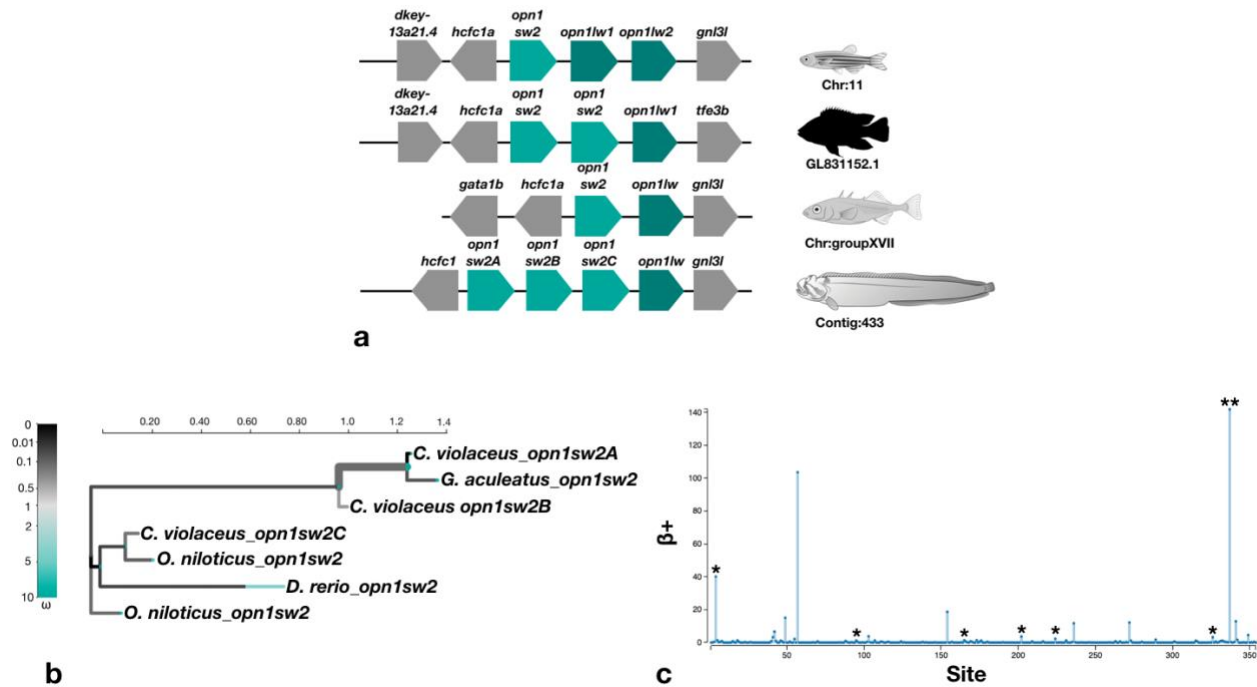 dkey-
13a21.4 hcfc1a opn1
sw2 opn1lw1 opn1lw2 gnl3l
Chr:11
dkey-
13a21.4 hcfc1a opn1
sw2 opn1
sw2 opn1lw1 tfe3b
GL831152.1
gata1b hcfc1a opn1
sw2 opn1lw gnl3l
Chr:groupXVII
hcfc1 opn1
sw2A opn1
sw2B opn1
sw2C opn1lw gnl3l
Contig:433
a
0.20 0.40 0.60 0.80 1.0 1.2 1.4
0
0.01
0.1
0.5
1
2
5
10
ω
C. violaceus_opn1sw2A
G. aculeatus_opn1sw2
C. violaceus opn1sw2B
C. violaceus_opn1sw2C
O. niloticus_opn1sw2
D. rerio_opn1sw2
O. niloticus_opn1sw2
b
β+
140
120
100
80
60
40
20
0
* * * * * * **
50 100 150 200 250 300 350
Site
c